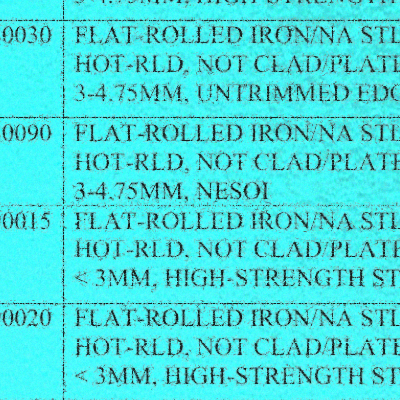 3-4.75MM, HIGH-STRENGTH
0030 FLAT-ROLLED IRON/NA STL
HOT-RLD, NOT CLAD/PLATE
3-4.75MM, UNTRIMMED EDG
0090 FLAT-ROLLED IRON/NA STL
HOT-RLD, NOT CLAD/PLATE
3-4.75MM, NESOI
0015 FLAT-ROLLED IRON/NA STL
HOT-RLD, NOT CLAD/PLATE
< 3MM, HIGH-STRENGTH ST
0020 FLAT-ROLLED IRON/NA STL
HOT-RLD, NOT CLAD/PLATE
< 3MM, HIGH-STRENGTH ST